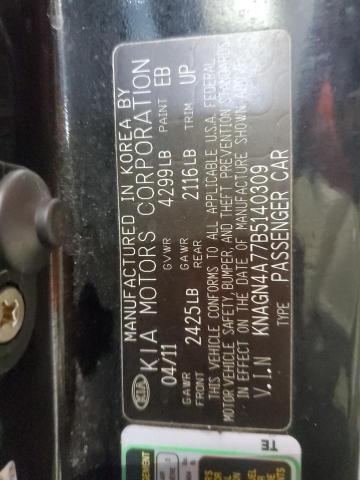 MANUFACTURED IN KOREA BY
KIA KIA MOTORS CORPORATION
04/11 GVWR 4299LB PAINT EB
GAWR FRONT 2425LB GAWR REAR 2116LB TRIM UP
THIS VEHICLE CONFORMS TO ALL APPLICABLE U.S.A. FEDERAL
MOTOR VEHICLE SAFETY, BUMPER, AND THEFT PREVENTION STANDARDS
IN EFFECT ON THE DATE OF MANUFACTURE SHOWN ABOVE
V.I.N KNAGN4A77B5140309
TYPE PASSENGER CAR
TE